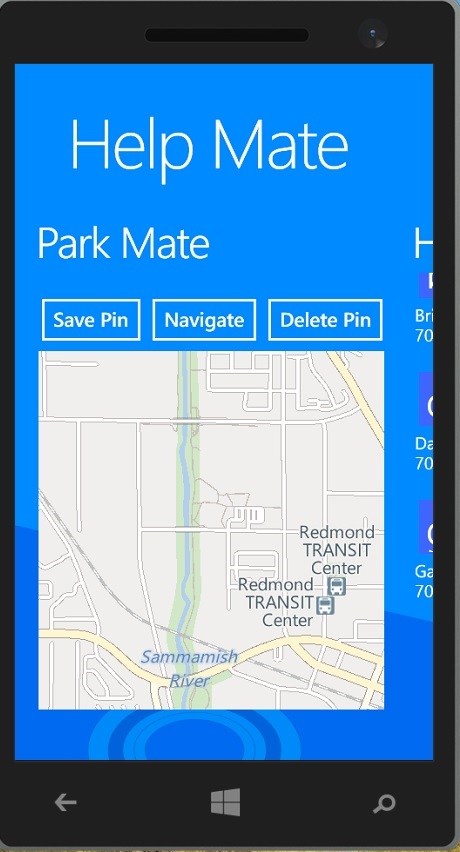 Help Mate
Park Mate
H
Save Pin
Navigate
Delete Pin
Bri
70
Da
70
Ga
70
Redmond
TRANSIT
Center
Redmond
TRANSIT
Center
Sammamish
River